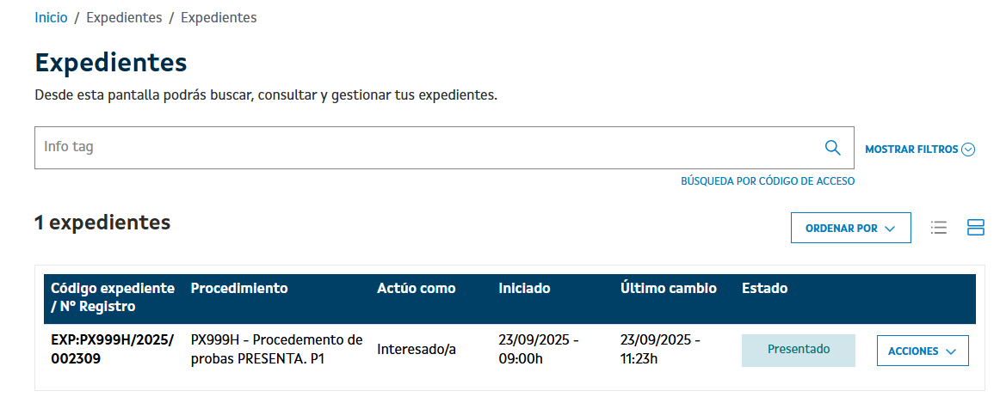 Inicio / Expedientes / Expedientes
Expedientes
Desde esta pantalla podrás buscar, consultar y gestionar tus expedientes.
Info tag
MOSTRAR FILTROS
BÚSQUEDA POR CÓDIGO DE ACCESO
1 expedientes
ORDENAR POR
Código expediente / Nº Registro
Procedimiento
Actúo como
Iniciado
Último cambio
Estado
EXP:PX999H/2025/002309
PX999H - Procedemento de probas PRESENTA. P1
Interesado/a
23/09/2025 - 09:00h
23/09/2025 - 11:23h
Presentado
ACCIONES